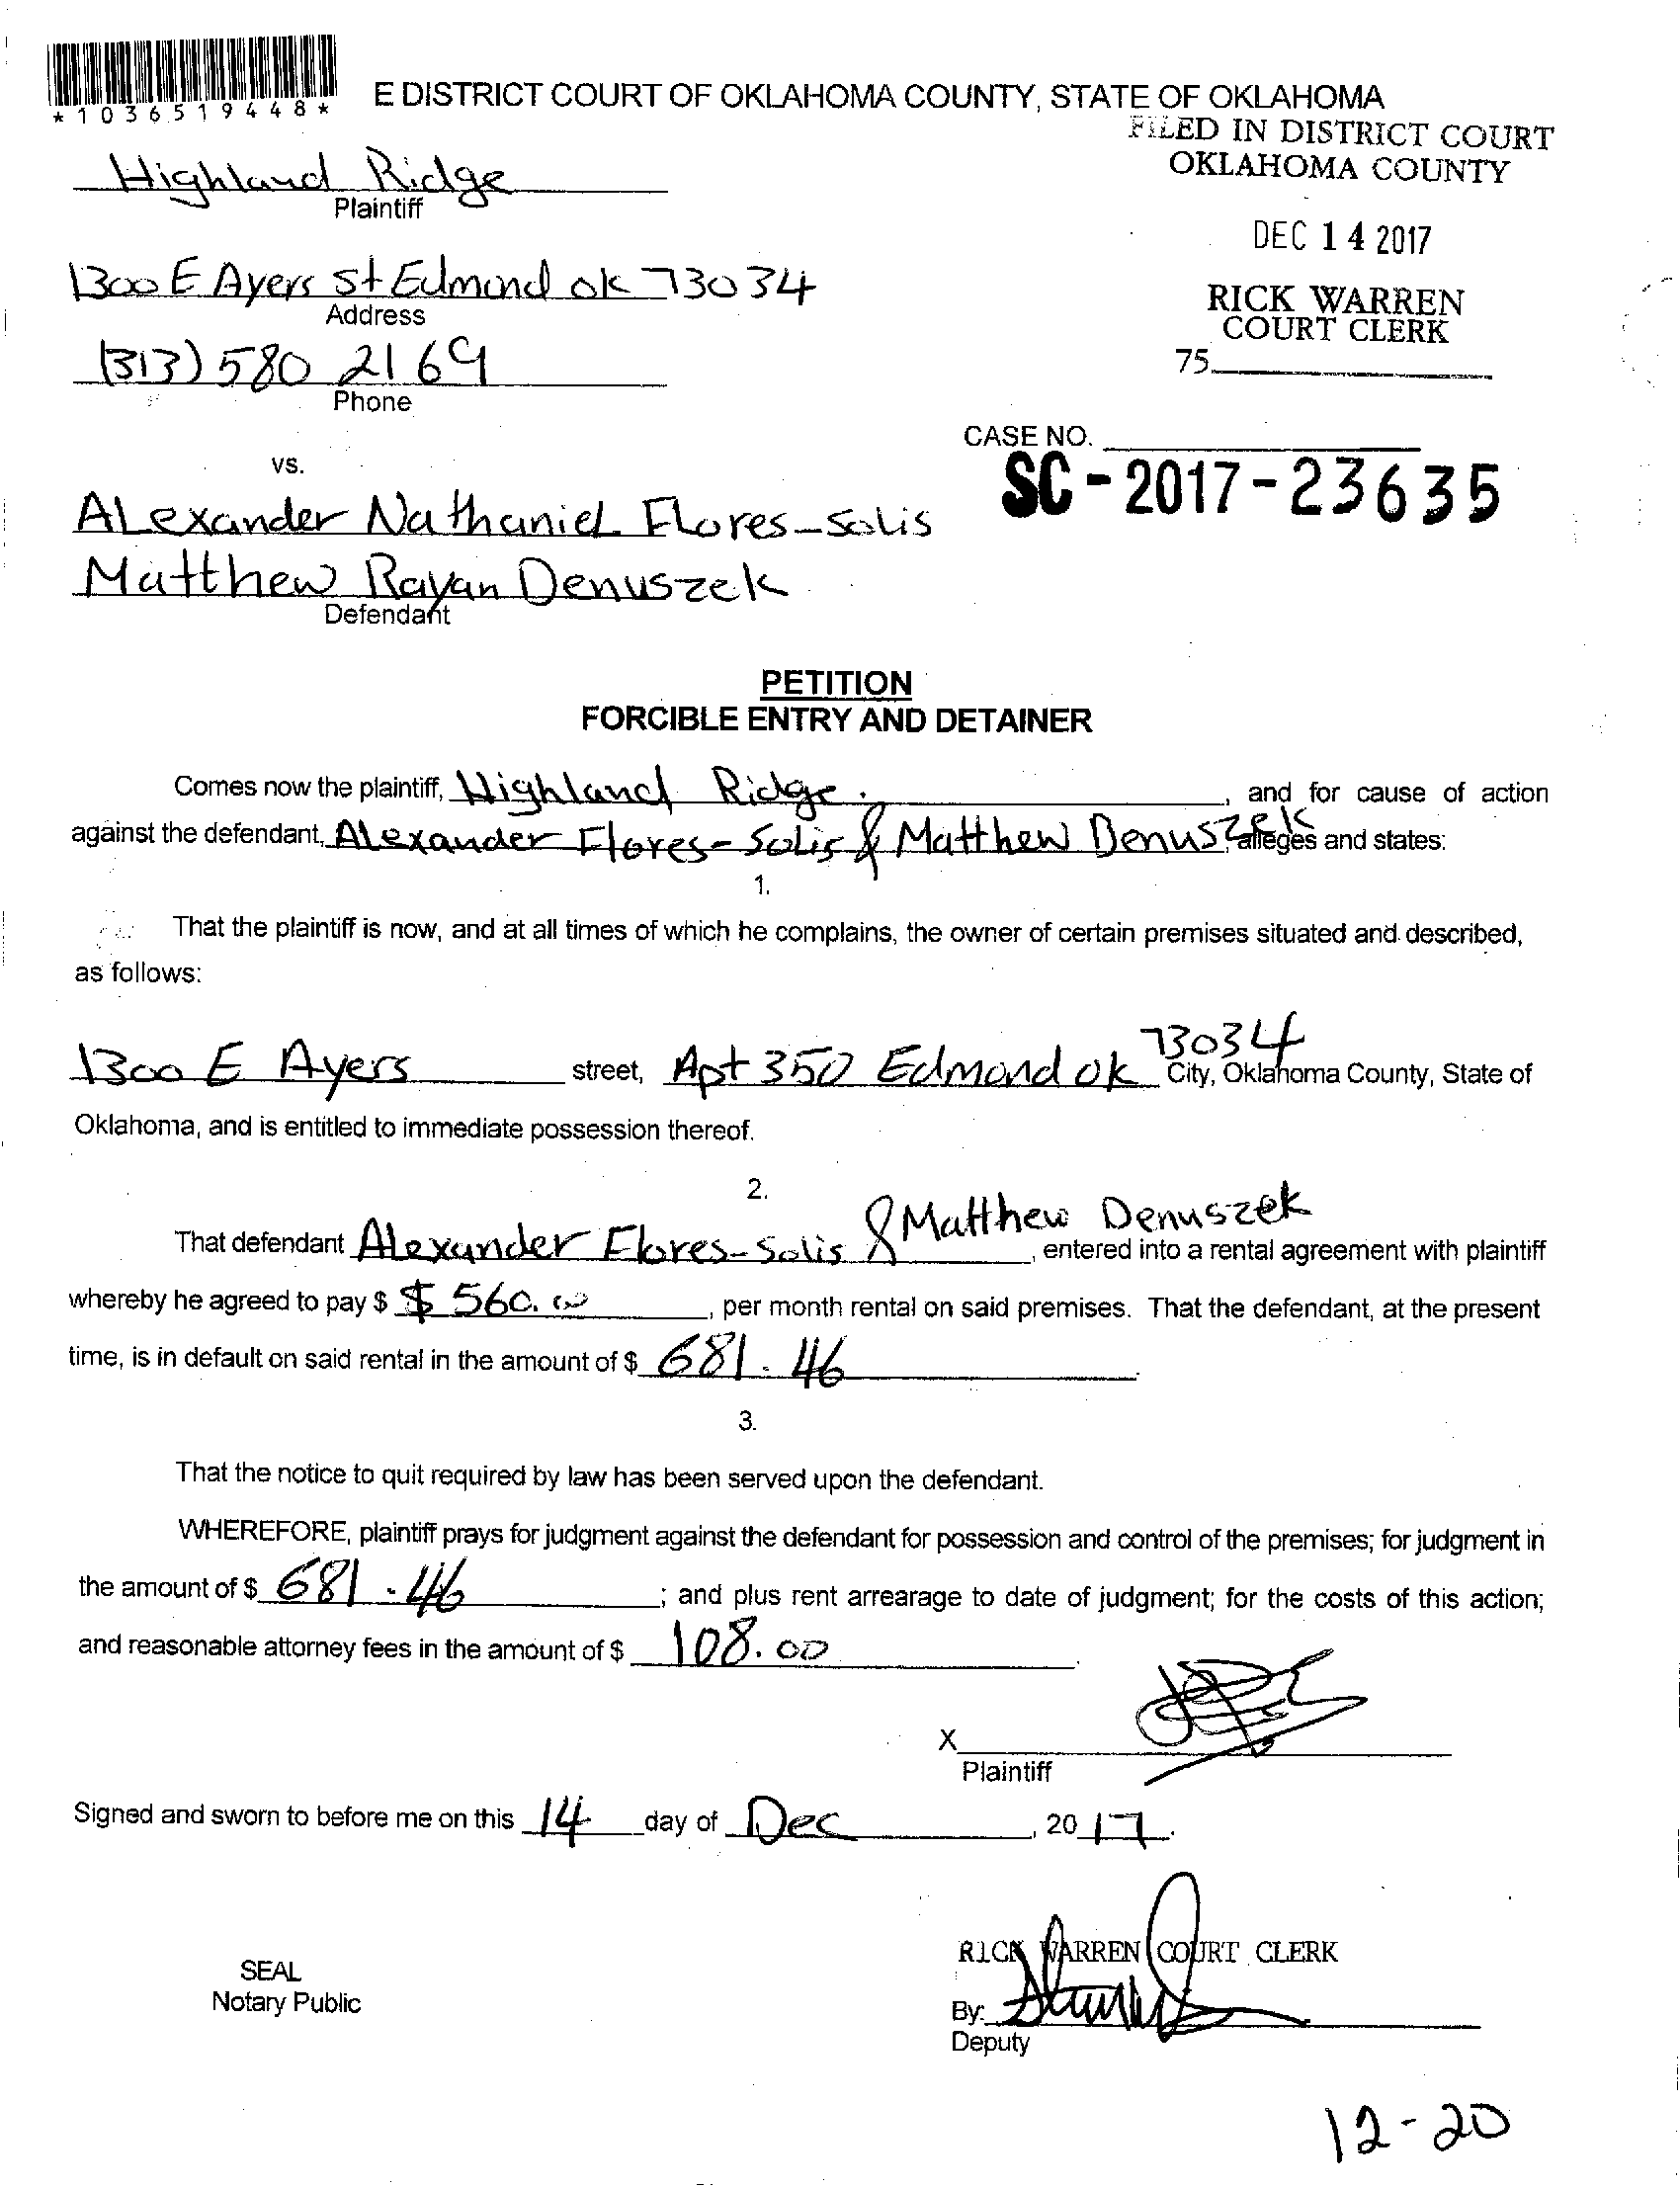 *1036519448*
E DISTRICT COURT OF OKLAHOMA COUNTY, STATE OF OKLAHOMA
FILED IN DISTRICT COURT
OKLAHOMA COUNTY
Highland Ridge
Plaintiff
DEC 14 2017
1300 E Ayers St Edmond ok 73034
Address
RICK WARREN
COURT CLERK
(313) 580 2169
Phone
75
CASE NO.
SC-2017-23635
vs.
ALexander Nathaniel Flores-Solis
Matthew Rayan Denuszek
Defendant
PETITION
FORCIBLE ENTRY AND DETAINER
Comes now the plaintiff, Highland Ridge, and for cause of action
against the defendant, Alexander Flores-Solis & Matthew Denuszek alleges and states:
1.
That the plaintiff is now, and at all times of which he complains, the owner of certain premises situated and described,
as follows:
1300 E Ayers street, Apt 350 Edmond ok 73034 City, Oklahoma County, State of
Oklahoma, and is entitled to immediate possession thereof.
2.
That defendant Alexander Flores-Solis & Matthew Denuszek, entered into a rental agreement with plaintiff
whereby he agreed to pay $ $ 560.00, per month rental on said premises. That the defendant, at the present
time, is in default on said rental in the amount of $ 681.46
3.
That the notice to quit required by law has been served upon the defendant.
WHEREFORE, plaintiff prays for judgment against the defendant for possession and control of the premises; for judgment in
the amount of $ 681.46; and plus rent arrearage to date of judgment; for the costs of this action;
and reasonable attorney fees in the amount of $ 108.00
X
Plaintiff
Signed and sworn to before me on this 14 day of Dec, 2017.
RICK WARREN COURT CLERK
SEAL
Notary Public
By:
Deputy
12-20